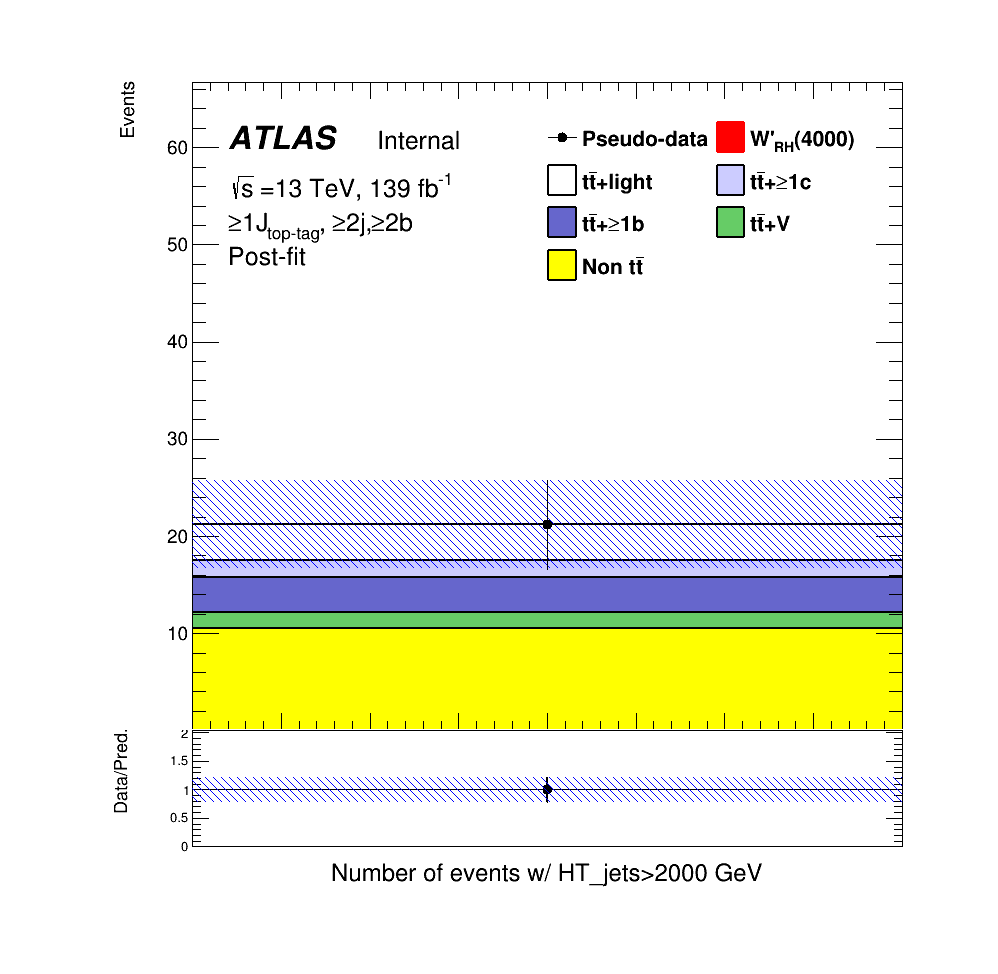 Events
60
50
40
30
20
10
ATLAS Internal
√s =13 TeV, 139 fb⁻¹
≥1J_top-tag, ≥2j,≥2b
Post-fit
Pseudo-data W′_RH(4000)
tt̄+light tt̄+≥1c
tt̄+≥1b tt̄+V
Non tt̄
Data/Pred.
2
1.5
1
0.5
0
Number of events w/ HT_jets>2000 GeV